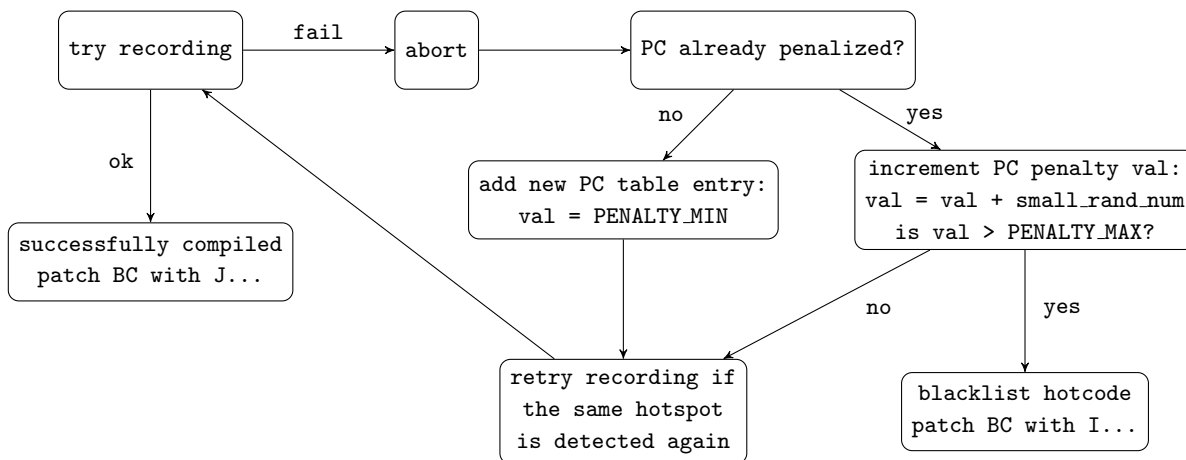 try recording
fail
abort
PC already penalized?
no
yes
ok
add new PC table entry:
val = PENALTY_MIN
increment PC penalty val:
val = val + small_rand_num
is val > PENALTY_MAX?
successfully compiled
patch BC with J...
no
yes
retry recording if
the same hotspot
is detected again
blacklist hotcode
patch BC with I...